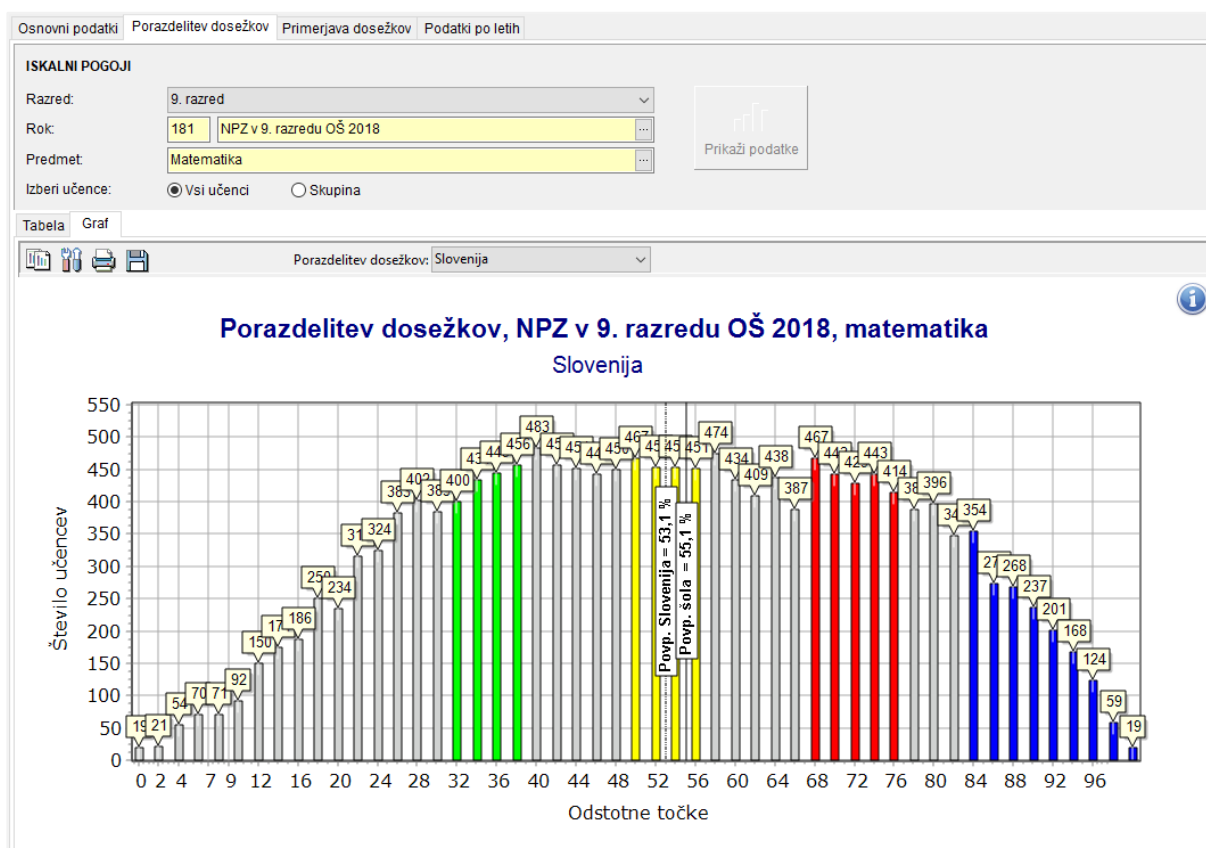 Osnovni podatki Porazdelitev dosežkov Primerjava dosežkov Podatki po letih
ISKALNI POGOJI
Razred: 9. razred
Rok: 181 NPZ v 9. razredu OŠ 2018 ...
Prikaži podatke
Predmet: Matematika ...
Izberi učence: Vsi učenci Skupina
Tabela Graf
Porazdelitev dosežkov: Slovenija
i
Porazdelitev dosežkov, NPZ v 9. razredu OŠ 2018, matematika
Slovenija
Število učencev
550
500
450
400
350
300
250
200
150
100
50
0
19 21 54 70 71 92 150 186 234 324 400 456 483 467 474 434 409 438 387 467 443 414 396 354 268 237 201 168 124 59 19
Povp. Slovenija = 53,1 %
Povp. šola = 55,1 %
0 2 4 7 9 12 16 20 24 28 32 36 40 44 48 52 56 60 64 68 72 76 80 84 88 92 96
Odstotne točke